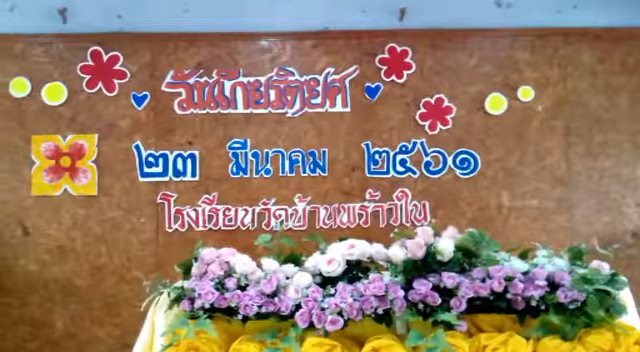 วันเกียรติยศ
๒๓ มีนาคม ๒๕๖๑
โรงเรียนวัดบ้านพร้าวใน